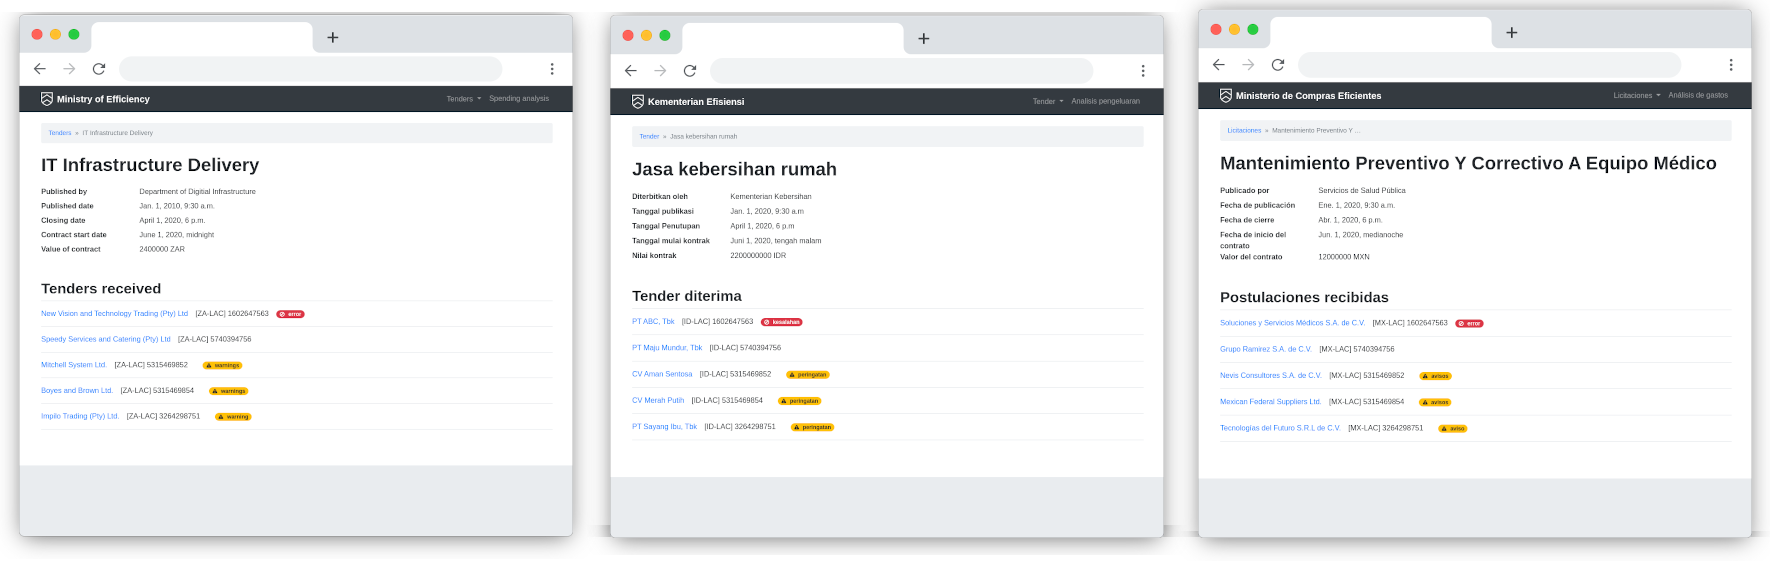 Ministry of Efficiency
Tenders Spending analysis
Tenders » IT Infrastructure Delivery
IT Infrastructure Delivery
Published by Department of Digitial Infrastructure
Published date Jan. 1, 2010, 9:30 a.m.
Closing date April 1, 2020, 6 p.m.
Contract start date June 1, 2020, midnight
Value of contract 2400000 ZAR
Tenders received
New Vision and Technology Trading (Pty) Ltd [ZA-LAC] 1602647563 error
Speedy Services and Catering (Pty) Ltd [ZA-LAC] 5740394756
Mitchell System Ltd. [ZA-LAC] 5315469852 warnings
Boyes and Brown Ltd. [ZA-LAC] 5315469854 warnings
Impilo Trading (Pty) Ltd. [ZA-LAC] 3264298751 warning
Kementerian Efisiensi
Tender Analisis pengeluaran
Tender » Jasa kebersihan rumah
Jasa kebersihan rumah
Diterbitkan oleh Kementerian Kebersihan
Tanggal publikasi Jan. 1, 2020, 9:30 a.m
Tanggal Penutupan April 1, 2020, 6 p.m
Tanggal mulai kontrak Juni 1, 2020, tengah malam
Nilai kontrak 2200000000 IDR
Tender diterima
PT ABC, Tbk [ID-LAC] 1602647563 kesalahan
PT Maju Mundur, Tbk [ID-LAC] 5740394756
CV Aman Sentosa [ID-LAC] 5315469852 peringatan
CV Merah Putih [ID-LAC] 5315469854 peringatan
PT Sayang Ibu, Tbk [ID-LAC] 3264298751 peringatan
Ministerio de Compras Eficientes
Licitaciones Análisis de gastos
Licitaciones » Mantenimiento Preventivo Y ...
Mantenimiento Preventivo Y Correctivo A Equipo Médico
Publicado por Servicios de Salud Pública
Fecha de publicación Ene. 1, 2020, 9:30 a.m.
Fecha de cierre Abr. 1, 2020, 6 p.m.
Fecha de inicio del Jun. 1, 2020, medianoche
contrato
Valor del contrato 12000000 MXN
Postulaciones recibidas
Soluciones y Servicios Médicos S.A. de C.V. [MX-LAC] 1602647563 error
Grupo Ramirez S.A. de C.V. [MX-LAC] 5740394756
Nevis Consultores S.A. de C.V. [MX-LAC] 5315469852 avisos
Mexican Federal Suppliers Ltd. [MX-LAC] 5315469854 avisos
Tecnologias del Futuro S.R.L de C.V. [MX-LAC] 3264298751 aviso